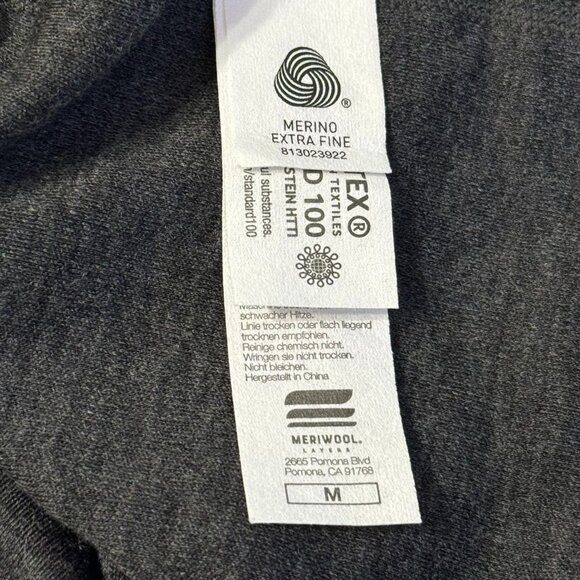 ®
MERINO
EXTRA FINE
813023922
TEX®
TEXTILES
D 100
STEIN HTTI
ul substances.
/standard100
schwacher Hitze.
Linie trocken oder flach liegend
trocknen empfohlen.
Reinige chemisch nicht.
Wringen sie nicht trocken.
Nicht bleichen.
Hergestellt in China
MERIWOOL®
LAYERS
2665 Pomona Blvd
Pomona, CA 91768
M